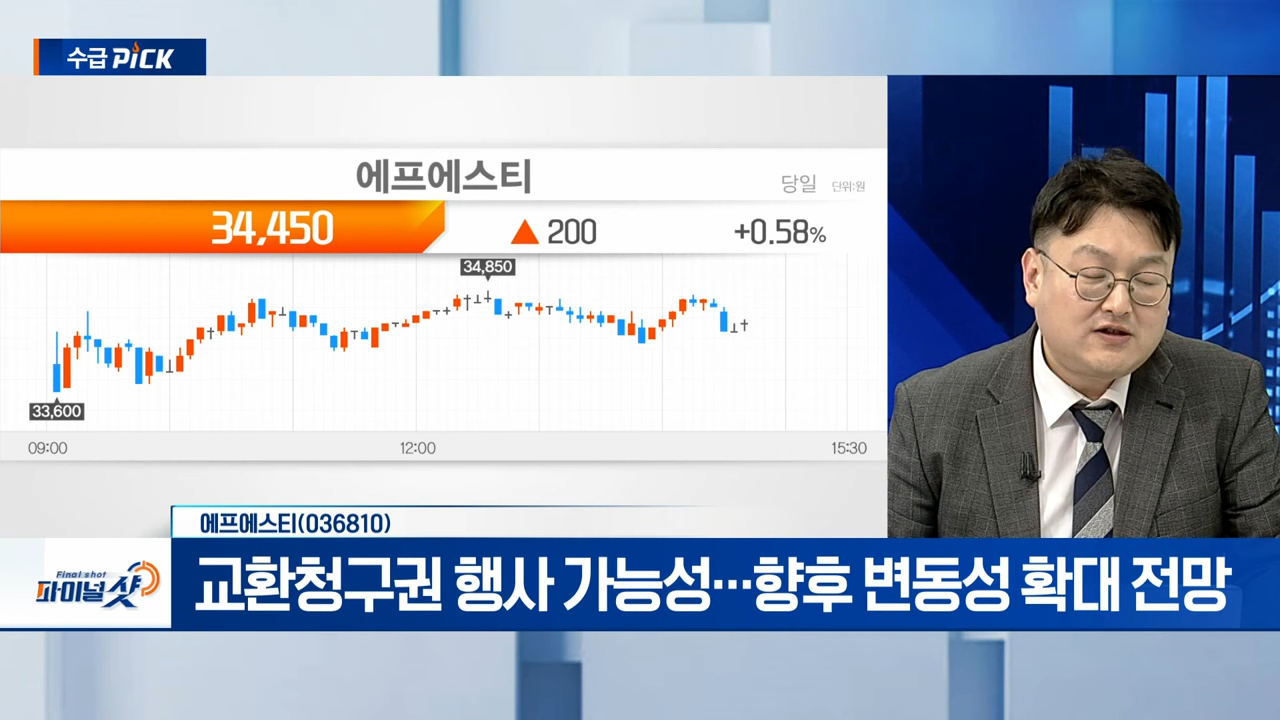 수급 PiCK
에프에스티
당일 단위:원
34,450 ▲ 200 +0.58%
34,850
33,600
09:00 12:00 15:30
에프에스티(036810)
Final shot
파이널샷
교환청구권 행사 가능성…향후 변동성 확대 전망